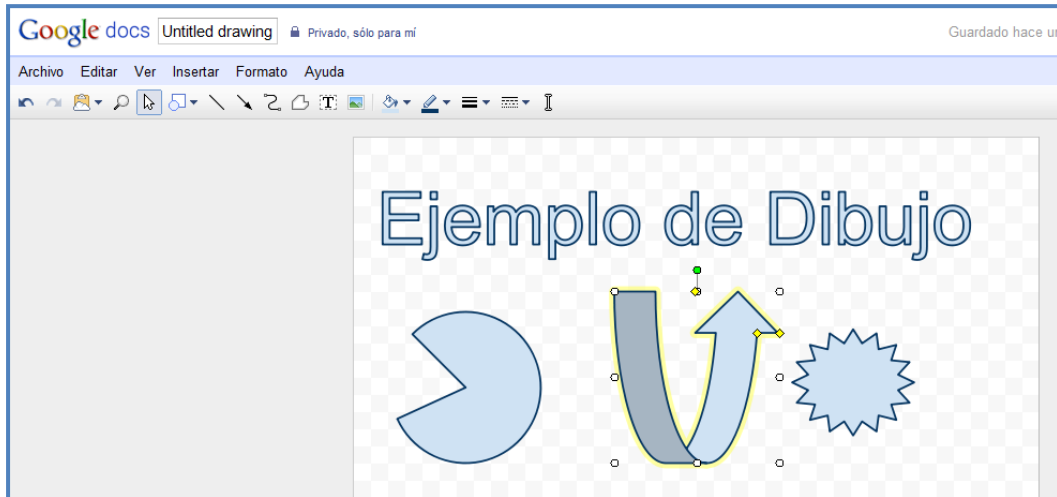 Google docs Untitled drawing Privado, sólo para mí Guardado hace un
Archivo Editar Ver Insertar Formato Ayuda
T
Ejemplo de Dibujo